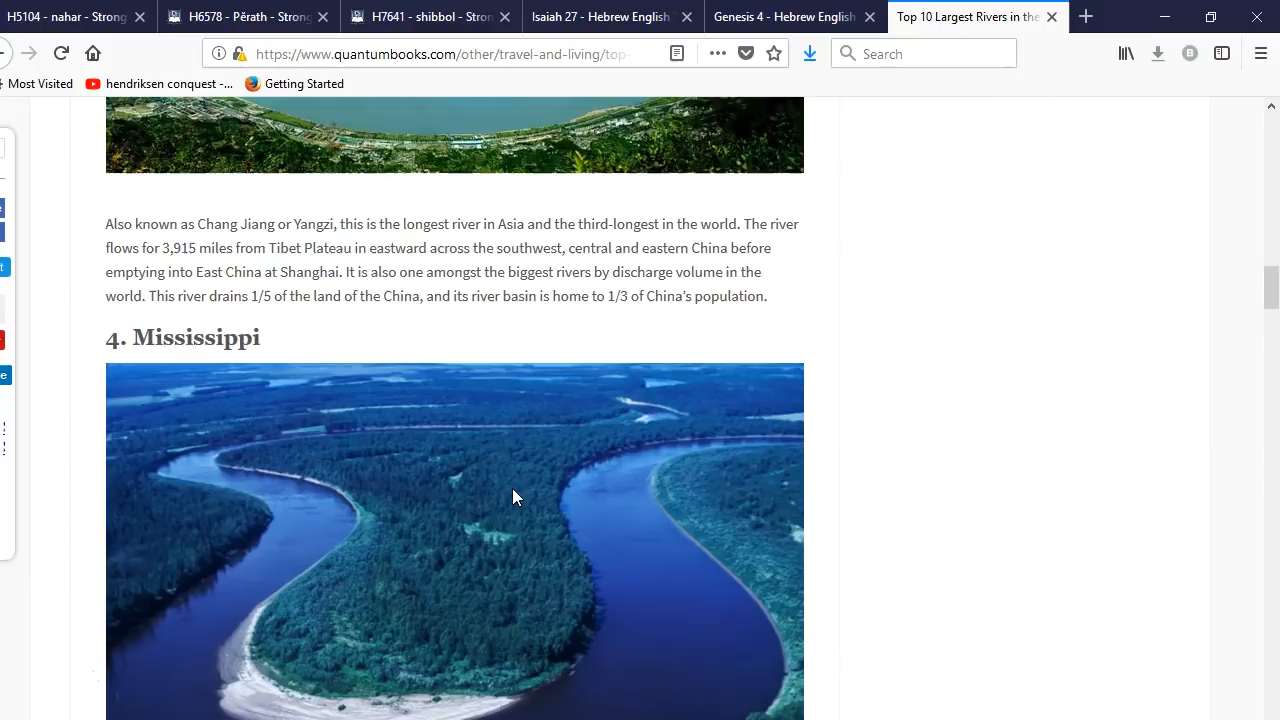 H5104 - nahar - Strong
H6578 - Pĕrath - Strong
H7641 - shibbol - Stron
Isaiah 27 - Hebrew English
Genesis 4 - Hebrew English
Top 10 Largest Rivers in the
https://www.quantumbooks.com/other/travel-and-living/top-
Search
Most Visited
hendriksen conquest -...
Getting Started
Also known as Chang Jiang or Yangzi, this is the longest river in Asia and the third-longest in the world. The river
flows for 3,915 miles from Tibet Plateau in eastward across the southwest, central and eastern China before
emptying into East China at Shanghai. It is also one amongst the biggest rivers by discharge volume in the
world. This river drains 1/5 of the land of the China, and its river basin is home to 1/3 of China’s population.
4. Mississippi